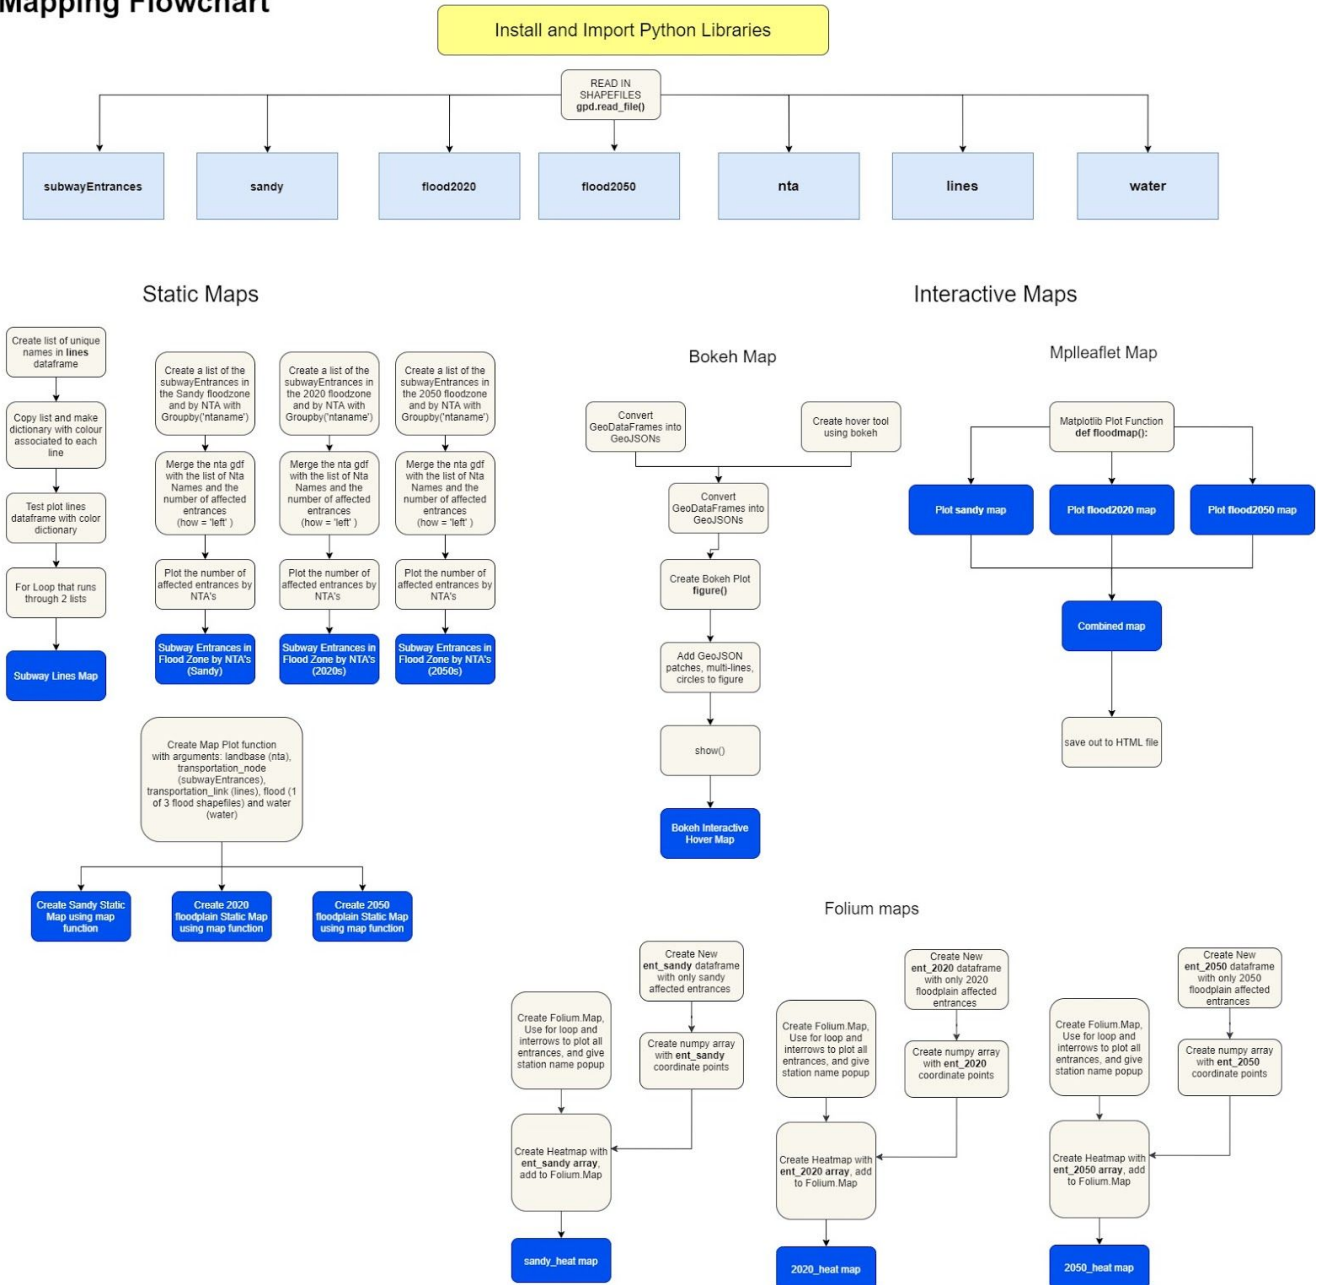 Mapping Flowchart
Install and Import Python Libraries
READ IN
SHAPEFILES
gpd.read_file()
subwayEntrances
sandy
flood2020
flood2050
nta
lines
water
Static Maps
Create list of unique
names in lines
dataframe
Copy list and make
dictionary with colour
associated to each
line
Test plot lines
dataframe with color
dictionary
For Loop that runs
through 2 lists
Subway Lines Map
Create a list of the
subwayEntrances in
the Sandy floodzone
and by NTA with
Groupby('ntaname')
Merge the nta gdf
with the list of Nta
Names and the
number of affected
entrances
(how = 'left' )
Plot the number of
affected entrances by
NTA's
Subway Entrances in
Flood Zone by NTA's
(Sandy)
Create a list of the
subwayEntrances in
the 2020 floodzone
and by NTA with
Groupby('ntaname')
Merge the nta gdf
with the list of Nta
Names and the
number of affected
entrances
(how = 'left' )
Plot the number of
affected entrances by
NTA's
Subway Entrances in
Flood Zone by NTA's
(2020s)
Create a list of the
subwayEntrances in
the 2050 floodzone
and by NTA with
Groupby('ntaname')
Merge the nta gdf
with the list of Nta
Names and the
number of affected
entrances
(how = 'left' )
Plot the number of
affected entrances by
NTA's
Subway Entrances in
Flood Zone by NTA's
(2050s)
Create Map Plot function
with arguments: landbase (nta),
transportation_node
(subwayEntrances),
transportation_link (lines), flood (1
of 3 flood shapefiles) and water
(water)
Create Sandy Static
Map using map
function
Create 2020
floodplain Static Map
using map function
Create 2050
floodplain Static Map
using map function
Interactive Maps
Bokeh Map
Convert
GeoDataFrames into
GeoJSONs
Create hover tool
using bokeh
Convert
GeoDataFrames into
GeoJSONs
Create Bokeh Plot
figure()
Add GeoJSON
patches, multi-lines,
circles to figure
show()
Bokeh Interactive
Hover Map
Mplleaflet Map
Matplotlib Plot Function
def floodmap():
Plot sandy map
Plot flood2020 map
Plot flood2050 map
Combined map
save out to HTML file
Folium maps
Create New
ent_sandy dataframe
with only sandy
affected entrances
Create Folium.Map,
Use for loop and
interrows to plot all
entrances, and give
station name popup
Create numpy array
with ent_sandy
coordinate points
Create Heatmap with
ent_sandy array,
add to Folium.Map
sandy_heat map
Create New
ent_2020 dataframe
with only 2020
floodplain affected
entrances
Create Folium.Map,
Use for loop and
interrows to plot all
entrances, and give
station name popup
Create numpy array
with ent_2020
coordinate points
Create Heatmap with
ent_2020 array, add
to Folium.Map
2020_heat map
Create New
ent_2050 dataframe
with only 2050
floodplain affected
entrances
Create Folium.Map,
Use for loop and
interrows to plot all
entrances, and give
station name popup
Create numpy array
with ent_2050
coordinate points
Create Heatmap with
ent_2050 array, add
to Folium.Map
2050_heat map